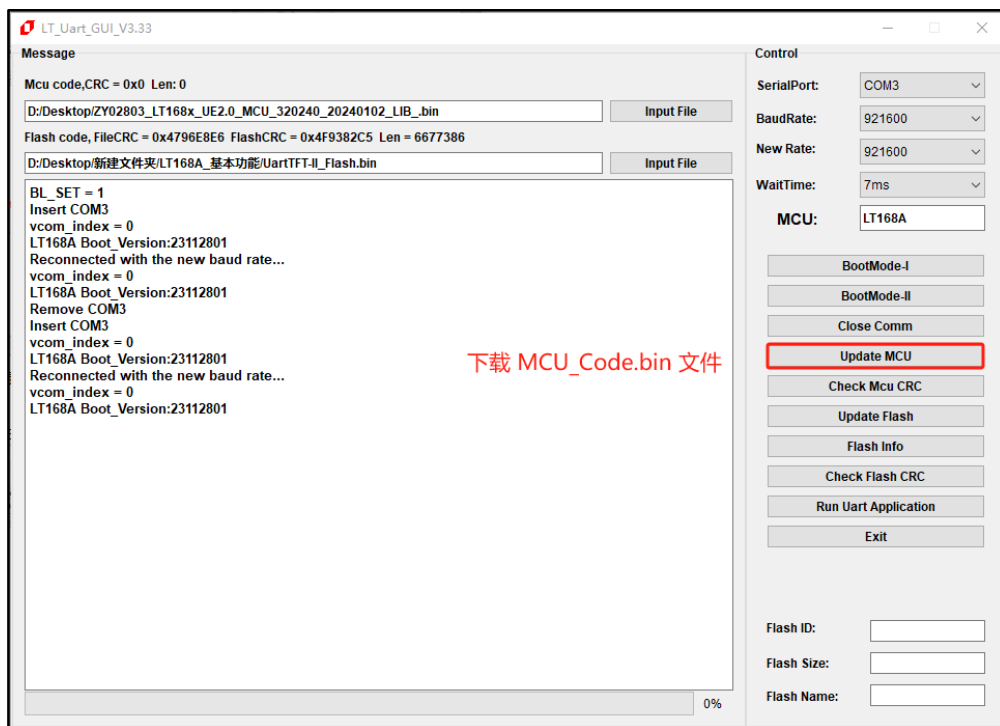 LT_Uart_GUI_V3.33
Message
Mcu code,CRC = 0x0 Len: 0
D:/Desktop/ZY02803_LT168x_UE2.0_MCU_320240_20240102_LIB_.bin
Input File
Flash code, FileCRC = 0x4796E8E6 FlashCRC = 0x4F9382C5 Len = 6677386
D:/Desktop/新建文件夹/LT168A_基本功能/UartTFT-II_Flash.bin
Input File
BL_SET = 1
Insert COM3
vcom_index = 0
LT168A Boot_Version:23112801
Reconnected with the new baud rate...
vcom_index = 0
LT168A Boot_Version:23112801
Remove COM3
Insert COM3
vcom_index = 0
LT168A Boot_Version:23112801
Reconnected with the new baud rate...
vcom_index = 0
LT168A Boot_Version:23112801
下载 MCU_Code.bin 文件
0%
Control
SerialPort: COM3
BaudRate: 921600
New Rate: 921600
WaitTime: 7ms
MCU: LT168A
BootMode-I
BootMode-II
Close Comm
Update MCU
Check Mcu CRC
Update Flash
Flash Info
Check Flash CRC
Run Uart Application
Exit
Flash ID:
Flash Size:
Flash Name: